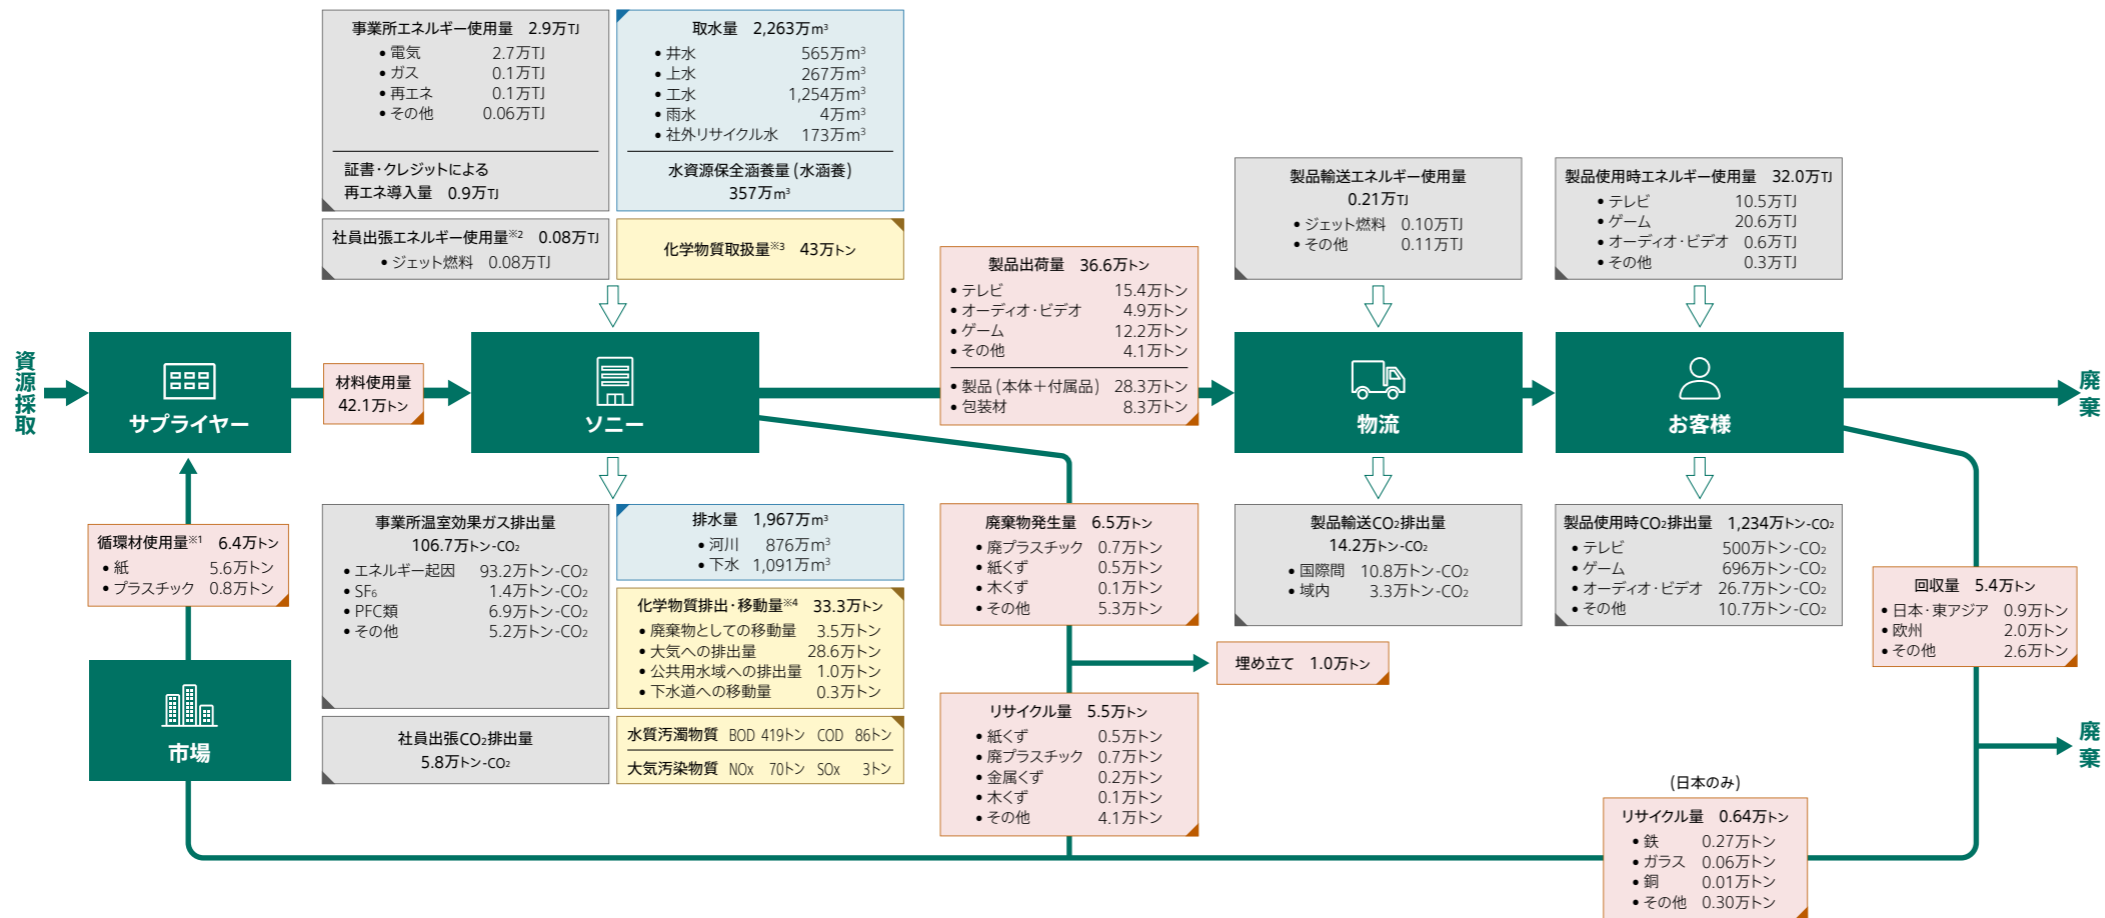 事業所エネルギー使用量 2.9万TJ
• 電気 2.7万TJ
• ガス 0.1万TJ
• 再エネ 0.1万TJ
• その他 0.06万TJ
証書・クレジットによる
再エネ導入量 0.9万TJ
取水量 2,263万m³
• 井水 565万m³
• 上水 267万m³
• 工水 1,254万m³
• 雨水 4万m³
• 社外リサイクル水 173万m³
水資源保全涵養量 (水涵養)
357万m³
社員出張エネルギー使用量※2 0.08万TJ
• ジェット燃料 0.08万TJ
化学物質取扱量※3 43万トン
製品出荷量 36.6万トン
• テレビ 15.4万トン
• オーディオ・ビデオ 4.9万トン
• ゲーム 12.2万トン
• その他 4.1万トン
• 製品 (本体＋付属品) 28.3万トン
• 包装材 8.3万トン
製品輸送エネルギー使用量
0.21万TJ
• ジェット燃料 0.10万TJ
• その他 0.11万TJ
製品使用時エネルギー使用量 32.0万TJ
• テレビ 10.5万TJ
• ゲーム 20.6万TJ
• オーディオ・ビデオ 0.6万TJ
• その他 0.3万TJ
資源採取
サプライヤー
材料使用量
42.1万トン
ソニー
物流
お客様
廃棄
循環材使用量※1 6.4万トン
• 紙 5.6万トン
• プラスチック 0.8万トン
市場
事業所温室効果ガス排出量
106.7万トン-CO₂
• エネルギー起因 93.2万トン-CO₂
• SF₆ 1.4万トン-CO₂
• PFC類 6.9万トン-CO₂
• その他 5.2万トン-CO₂
社員出張CO₂排出量
5.8万トン-CO₂
排水量 1,967万m³
• 河川 876万m³
• 下水 1,091万m³
化学物質排出・移動量※4 33.3万トン
• 廃棄物としての移動量 3.5万トン
• 大気への排出量 28.6万トン
• 公共用水域への排出量 1.0万トン
• 下水道への移動量 0.3万トン
水質汚濁物質 BOD 419トン COD 86トン
大気汚染物質 NOx 70トン SOx 3トン
廃棄物発生量 6.5万トン
• 廃プラスチック 0.7万トン
• 紙くず 0.5万トン
• 木くず 0.1万トン
• その他 5.3万トン
埋め立て 1.0万トン
リサイクル量 5.5万トン
• 紙くず 0.5万トン
• 廃プラスチック 0.7万トン
• 金属くず 0.2万トン
• 木くず 0.1万トン
• その他 4.1万トン
製品輸送CO₂排出量
14.2万トン-CO₂
• 国際間 10.8万トン-CO₂
• 域内 3.3万トン-CO₂
製品使用時CO₂排出量 1,234万トン-CO₂
• テレビ 500万トン-CO₂
• ゲーム 696万トン-CO₂
• オーディオ・ビデオ 26.7万トン-CO₂
• その他 10.7万トン-CO₂
回収量 5.4万トン
• 日本・東アジア 0.9万トン
• 欧州 2.0万トン
• その他 2.6万トン
廃棄
(日本のみ)
リサイクル量 0.64万トン
• 鉄 0.27万トン
• ガラス 0.06万トン
• 銅 0.01万トン
• その他 0.30万トン